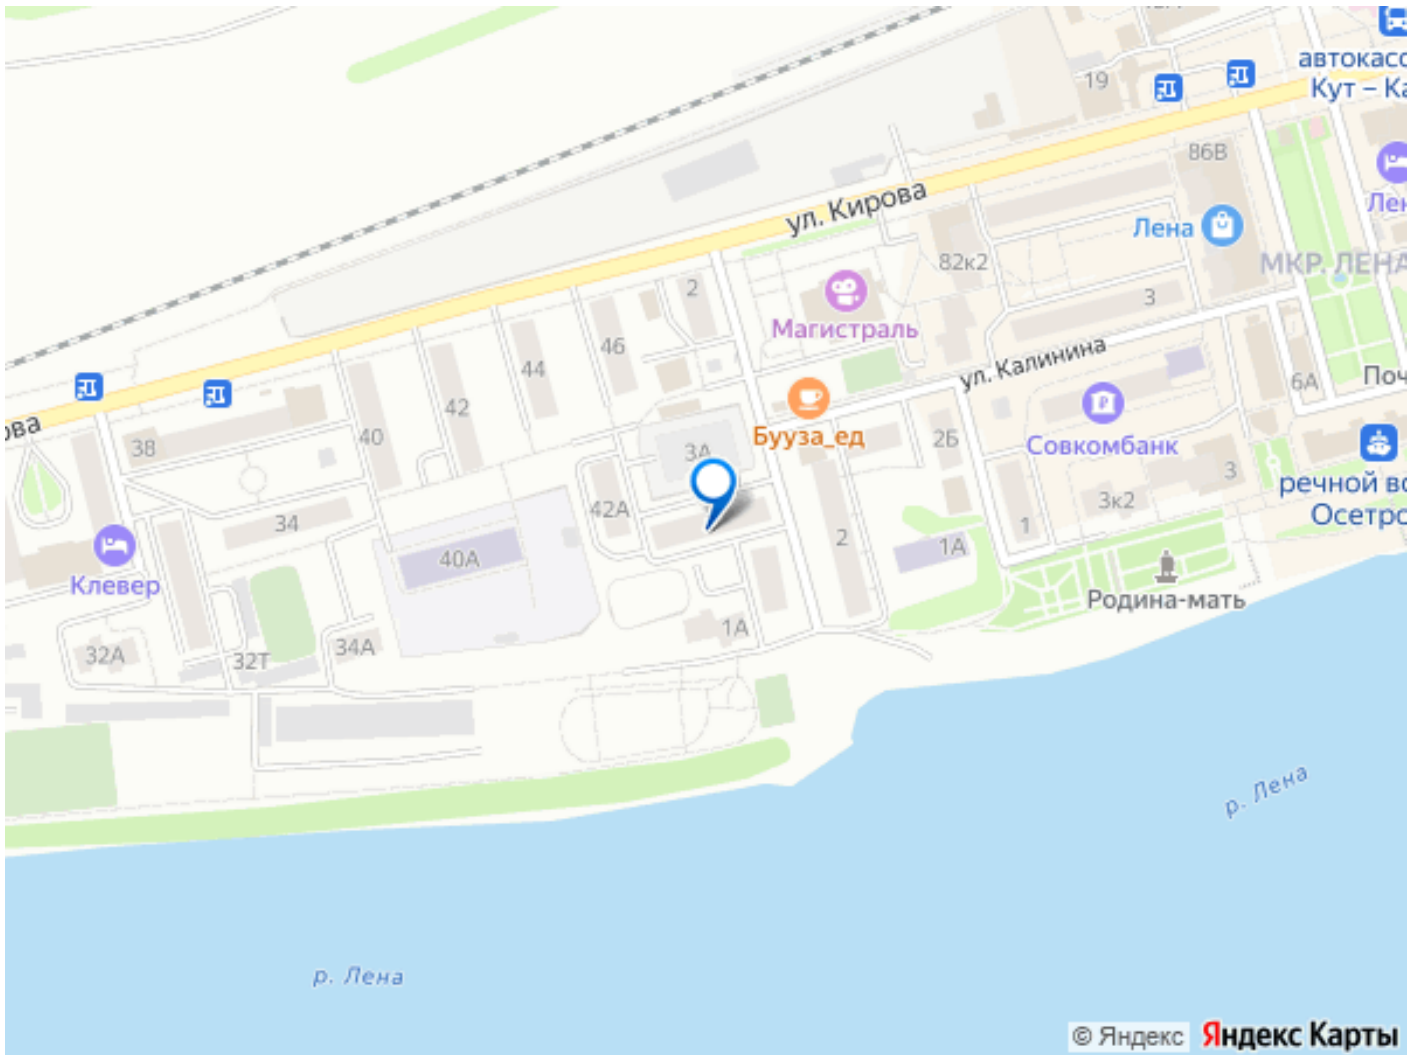 19
автокасс
Кут – Ка
86В
ул. Кирова
Лена
Лен
82к2
МКР. ЛЕНА
2
3
Магистраль
46
44
ул. Калинина
42
6А
Поч
40
38
Бууза_ед
2Б
Совкомбанк
3А
речной во
Осетро
3
3к2
42А
34
1
2
1А
40А
Клевер
Родина-мать
1А
34А
32А
32Т
р. Лена
р. Лена
© Яндекс Яндекс Карты